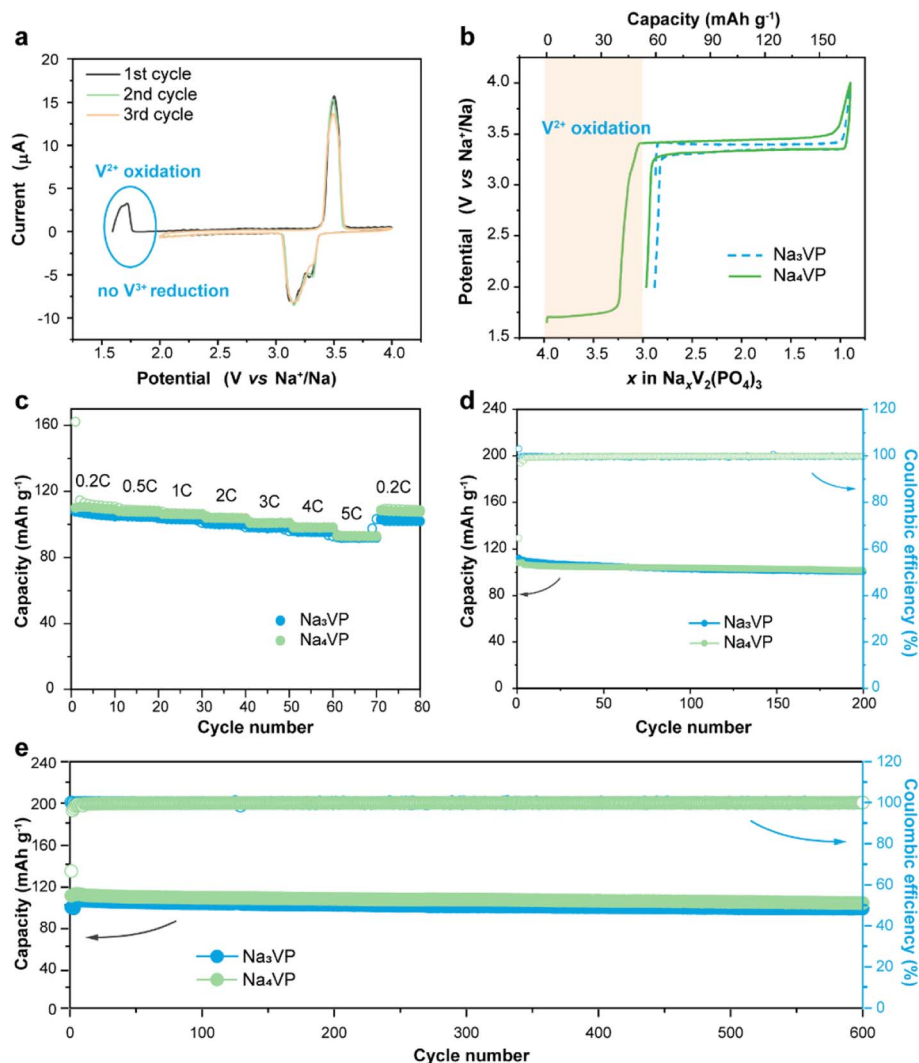 a
20
15
10
5
0
-5
-10
Current (μA)
1st cycle
2nd cycle
3rd cycle
V²⁺ oxidation
no V³⁺ reduction
1.5 2.0 2.5 3.0 3.5 4.0
Potential (V vs Na⁺/Na)
b
Capacity (mAh g⁻¹)
0 30 60 90 120 150
V²⁺ oxidation
4.0
3.5
3.0
2.5
2.0
1.5
Potential (V vs Na⁺/Na)
Na₃VP
Na₄VP
4.0 3.5 3.0 2.5 2.0 1.5 1.0
x in NaₓV₂(PO₄)₃
c
160
120
80
40
0
Capacity (mAh g⁻¹)
0.2C 0.5C 1C 2C 3C 4C 5C 0.2C
Na₃VP
Na₄VP
0 10 20 30 40 50 60 70 80
Cycle number
d
240
200
160
120
80
40
0
Capacity (mAh g⁻¹)
120
100
80
60
40
20
0
Coulombic efficiency (%)
Na₃VP
Na₄VP
0 50 100 150 200
Cycle number
e
240
200
160
120
80
40
0
Capacity (mAh g⁻¹)
120
100
80
60
40
20
0
Coulombic efficiency (%)
Na₃VP
Na₄VP
0 100 200 300 400 500 600
Cycle number